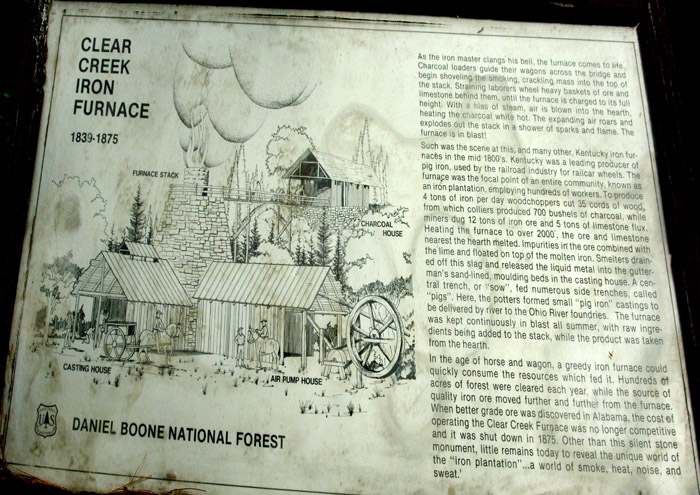 CLEAR
CREEK
IRON
FURNACE
1839-1875
FURNACE STACK
CHARCOAL
HOUSE
CASTING HOUSE
AIR PUMP HOUSE
U S
DANIEL BOONE NATIONAL FOREST
As the iron master clangs his bell, the furnace comes to life.
Charcoal loaders guide their wagons across the bridge and
begin shoveling the smoking, crackling mass into the top of
the stack. Straining laborers wheel heavy baskets of ore and
limestone behind them, until the furnace is charged to its full
height. With a hiss of steam, air is blown into the hearth,
heating the charcoal white hot. The expanding air roars and
explodes out the stack in a shower of sparks and flame. The
furnace is in blast!
Such was the scene at this, and many other, Kentucky iron fur-
naces in the mid 1800's. Kentucky was a leading producer of
pig iron, used by the railroad industry for railcar wheels. The
furnace was the focal point of an entire community, known as
an iron plantation, employing hundreds of workers. To produce
4 tons of iron per day woodchoppers cut 35 cords of wood,
from which colliers produced 700 bushels of charcoal, while
miners dug 12 tons of iron ore and 5 tons of limestone flux.
Heating the furnace to over 2000°, the ore and limestone
nearest the hearth melted. Impurities in the ore combined with
the lime and floated on top of the molten iron. Smelters drain-
ed off this slag and released the liquid metal into the gutter-
man's sand-lined, moulding beds in the casting house. A cen-
tral trench, or "sow", fed numerous side trenches, called
"pigs". Here, the potters formed small "pig iron" castings to
be delivered by river to the Ohio River foundries. The furnace
was kept continuously in blast all summer, with raw ingre-
dients being added to the stack, while the product was taken
from the hearth.
In the age of horse and wagon, a greedy iron furnace could
quickly consume the resources which fed it. Hundreds of
acres of forest were cleared each year, while the source of
quality iron ore moved further and further from the furnace.
When better grade ore was discovered in Alabama, the cost of
operating the Clear Creek Furnace was no longer competitive
and it was shut down in 1875. Other than this silent stone
monument, little remains today to reveal the unique world of
the "iron plantation"...a world of smoke, heat, noise, and
sweat.'